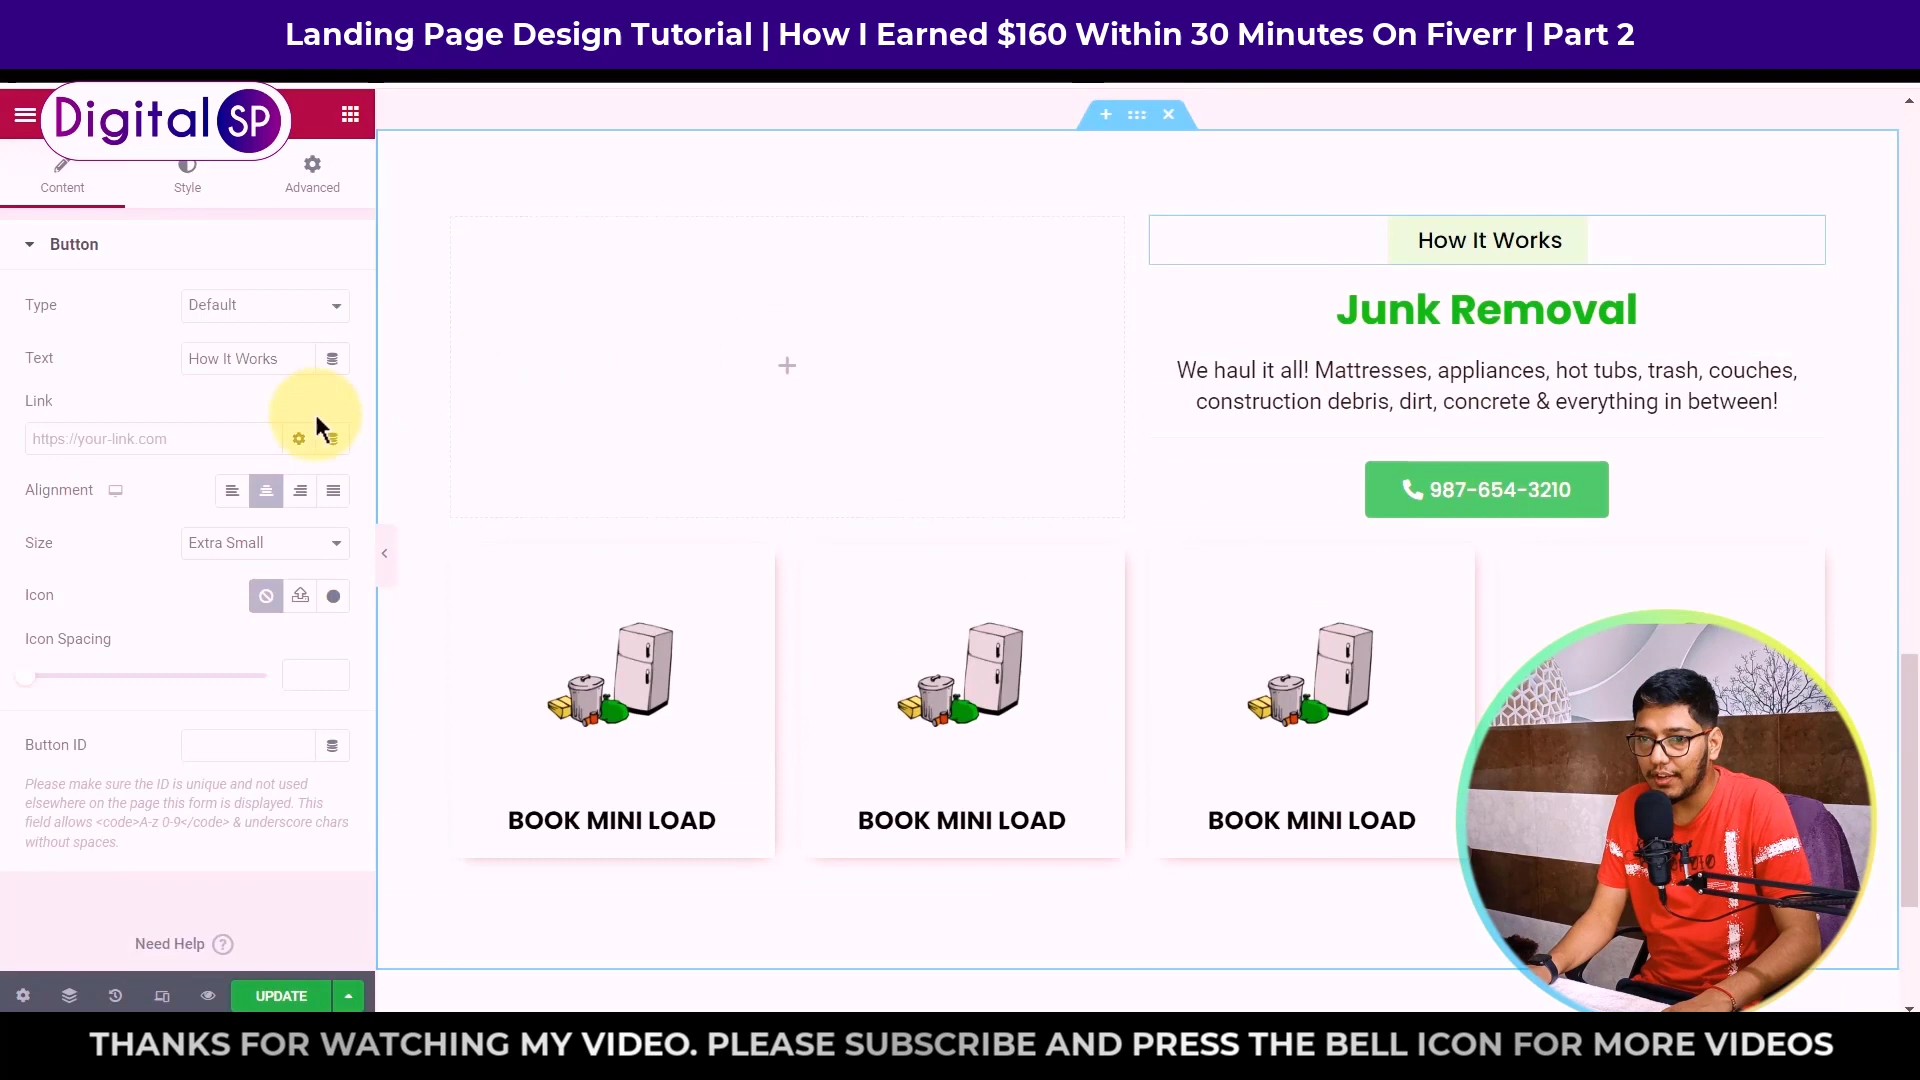 Landing Page Design Tutorial | How I Earned $160 Within 30 Minutes On Fiverr | Part 2
Digital SP
Content
Style
Advanced
Button
Type
Default
Text
How It Works
Link
https://your-link.com
Alignment
Size
Extra Small
Icon
Icon Spacing
Button ID
Please make sure the ID is unique and not used
elsewhere on the page this form is displayed. This
field allows <code>A-z 0-9</code> & underscore chars
without spaces.
Need Help ?
UPDATE
How It Works
Junk Removal
We haul it all! Mattresses, appliances, hot tubs, trash, couches,
construction debris, dirt, concrete & everything in between!
987-654-3210
BOOK MINI LOAD
BOOK MINI LOAD
BOOK MINI LOAD
THANKS FOR WATCHING MY VIDEO. PLEASE SUBSCRIBE AND PRESS THE BELL ICON FOR MORE VIDEOS